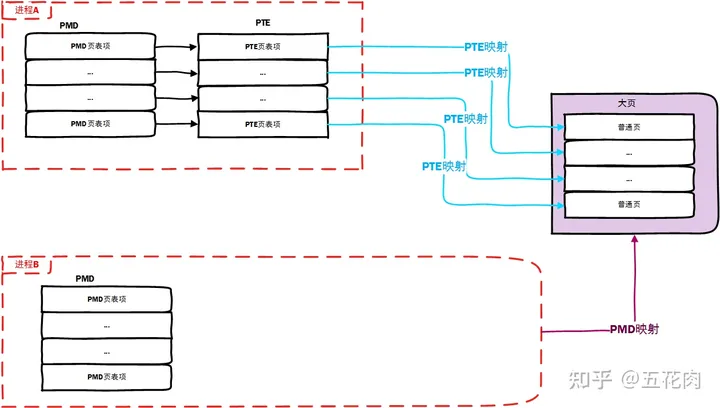 进程A
PMD
PTE
PMD页表项
PTE页表项
...
...
...
...
PMD页表项
PTE页表项
PTE映射
PTE映射
PTE映射
PTE映射
大页
普通页
...
...
普通页
进程B
PMD
PMD页表项
...
...
PMD页表项
PMD映射
知乎 @五花肉